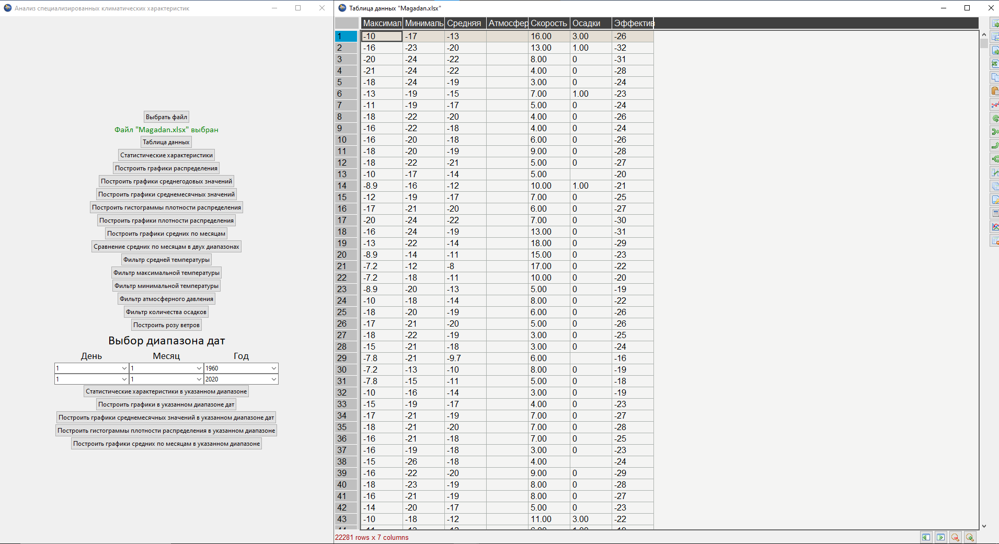 Анализ специализированных климатических характеристик
Выбрать файл
Файл "Magadan.xlsx" выбран
Таблица данных
Статистические характеристики
Построить графики распределения
Построить графики среднегодовых значений
Построить графики среднемесячных значений
Построить гистограммы плотности распределения
Построить графики плотности распределения
Построить графики средних по месяцам
Сравнение средних по месяцам в двух диапазонах
Фильтр средней температуры
Фильтр максимальной температуры
Фильтр минимальной температуры
Фильтр атмосферного давления
Фильтр количества осадков
Построить розу ветров
Выбор диапазона дат
День Месяц Год
1 1 1960
1 1 2020
Статистические характеристики в указанном диапазоне
Построить графики в указанном диапазоне дат
Построить графики среднемесячных значений в указанном диапазоне дат
Построить гистограммы плотности распределения в указанном диапазоне
Построить графики средних по месяцам в указанном диапазоне
Таблица данных "Magadan.xlsx"
Максимал Минималь Средняя Атмосфер Скорость Осадки Эффектив
1 -10 -17 -13 16.00 3.00 -26
2 -16 -23 -20 13.00 1.00 -32
3 -20 -24 -22 8.00 0 -31
4 -21 -24 -22 4.00 0 -28
5 -18 -24 -19 3.00 0 -24
6 -13 -19 -15 7.00 1.00 -23
7 -11 -19 -17 5.00 0 -24
8 -18 -22 -20 4.00 0 -26
9 -16 -22 -18 4.00 0 -24
10 -16 -20 -18 6.00 0 -26
11 -18 -20 -19 9.00 0 -28
12 -18 -22 -21 5.00 0 -27
13 -10 -17 -14 5.00 -20
14 -8.9 -16 -12 10.00 1.00 -21
15 -12 -19 -17 7.00 0 -25
16 -17 -21 -20 6.00 0 -27
17 -20 -24 -22 7.00 0 -30
18 -16 -24 -19 13.00 0 -31
19 -13 -22 -14 18.00 0 -29
20 -8.9 -14 -11 15.00 0 -23
21 -7.2 -12 -8 17.00 0 -22
22 -7.2 -18 -11 10.00 0 -20
23 -8.9 -20 -13 5.00 0 -19
24 -10 -18 -14 8.00 0 -22
25 -18 -20 -19 6.00 0 -26
26 -17 -21 -20 5.00 0 -26
27 -18 -22 -19 3.00 0 -25
28 -15 -21 -18 3.00 0 -24
29 -7.8 -21 -9.7 6.00 -16
30 -7.2 -13 -10 8.00 0 -19
31 -7.8 -15 -11 5.00 0 -18
32 -10 -16 -14 3.00 0 -19
33 -15 -19 -17 4.00 0 -23
34 -17 -21 -19 7.00 0 -27
35 -18 -21 -20 7.00 0 -28
36 -16 -21 -18 7.00 0 -25
37 -16 -19 -18 3.00 0 -23
38 -15 -26 -18 4.00 -24
39 -16 -22 -20 9.00 0 -29
40 -18 -23 -19 8.00 0 -28
41 -16 -21 -19 8.00 0 -27
42 -14 -20 -17 5.00 0 -23
43 -10 -18 -12 11.00 3.00 -22
22281 rows x 7 columns